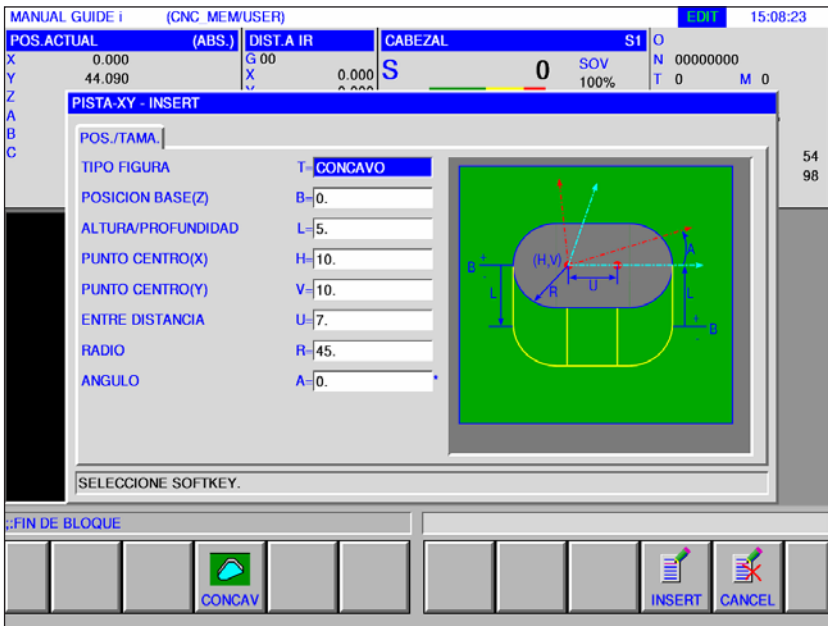 MANUAL GUIDE i (CNC_MEM/USER) EDIT 15:08:23
POS.ACTUAL (ABS.) DIST.A IR CABEZAL S1 O
X 0.000 G 00 S 0 SOV N 00000000
Y 44.090 X 0.000 100% T 0 M 0
Z
A
B
C
54
98
PISTA-XY - INSERT
POS./TAMA.
TIPO FIGURA T= CONCAVO
POSICION BASE(Z) B= 0.
ALTURA/PROFUNDIDAD L= 5.
PUNTO CENTRO(X) H= 10.
PUNTO CENTRO(Y) V= 10.
ENTRE DISTANCIA U= 7.
RADIO R= 45.
ANGULO A= 0. °
(H,V) A
B + -
R U
L L
+ - B
SELECCIONE SOFTKEY.
;:FIN DE BLOQUE
CONCAV INSERT CANCEL